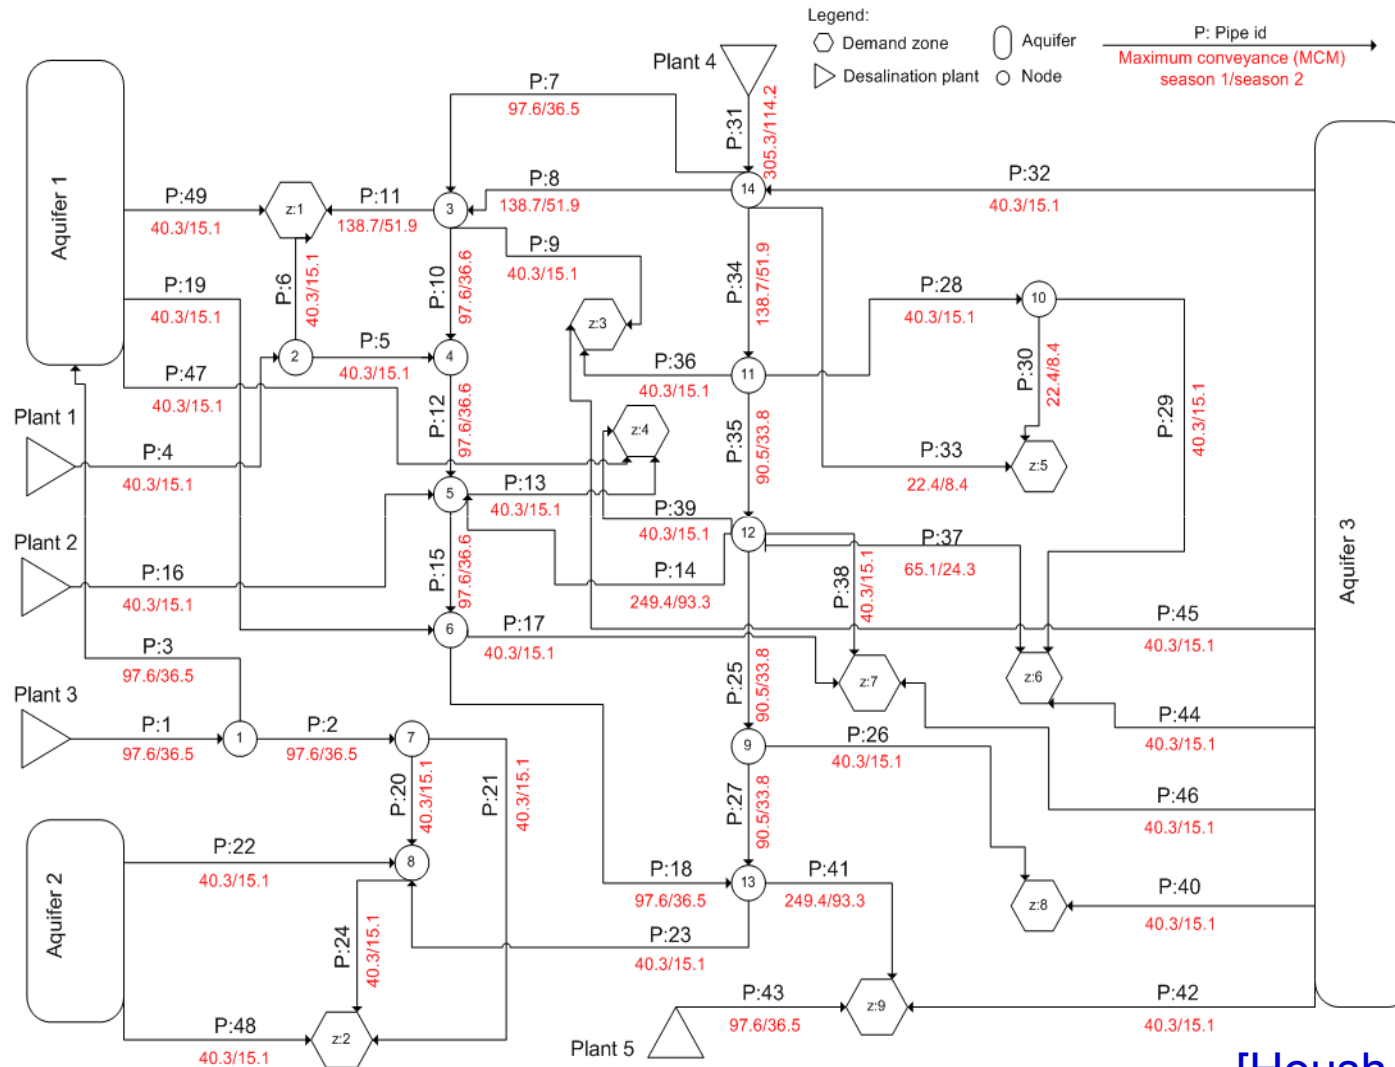 Legend:
Demand zone
Aquifer
P: Pipe id
Maximum conveyance (MCM)
season 1/season 2
Desalination plant
Node
Plant 4
P:7
97.6/36.5
P:31
305.3/114.2
Aquifer 1
P:49
40.3/15.1
z:1
P:11
138.7/51.9
3
P:8
138.7/51.9
14
P:32
40.3/15.1
P:9
40.3/15.1
P:6
40.3/15.1
P:10
97.6/36.6
P:34
138.7/51.9
P:19
40.3/15.1
z:3
P:28
40.3/15.1
10
2
P:5
40.3/15.1
4
P:36
40.3/15.1
11
P:30
22.4/8.4
P:29
40.3/15.1
P:47
40.3/15.1
P:12
97.6/36.6
z:4
P:35
90.5/33.8
Plant 1
P:4
40.3/15.1
P:33
22.4/8.4
z:5
5
P:13
40.3/15.1
P:39
40.3/15.1
12
P:37
65.1/24.3
Aquifer 3
Plant 2
P:16
40.3/15.1
P:15
97.6/36.6
P:14
249.4/93.3
P:38
40.3/15.1
6
P:17
40.3/15.1
P:45
40.3/15.1
P:3
97.6/36.5
z:7
z:6
P:25
90.5/33.8
Plant 3
P:1
97.6/36.5
1
P:2
97.6/36.5
7
9
P:26
40.3/15.1
P:44
40.3/15.1
P:20
40.3/15.1
P:21
40.3/15.1
P:27
90.5/33.8
P:46
40.3/15.1
Aquifer 2
P:22
40.3/15.1
8
P:18
97.6/36.5
13
P:41
249.4/93.3
z:8
P:40
40.3/15.1
P:24
40.3/15.1
P:23
40.3/15.1
P:48
40.3/15.1
z:2
Plant 5
P:43
97.6/36.5
z:9
P:42
40.3/15.1